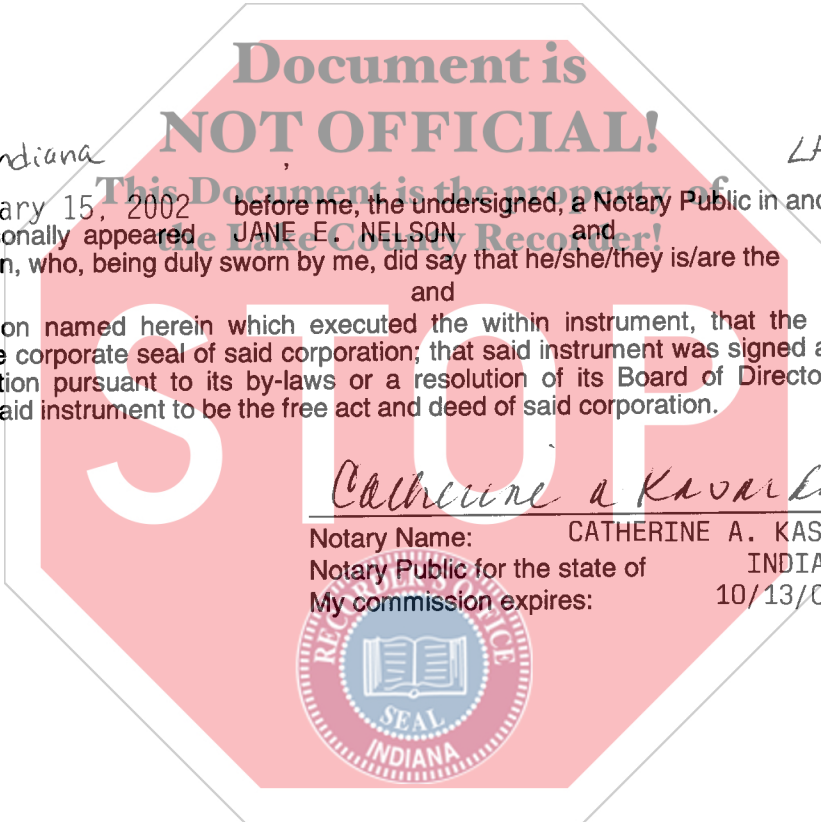 Document is
NOT OFFICIAL!
ndiana LA
This Document is the property of
ary 15, 2002 before me, the undersigned, a Notary Public in and
the Lake County Recorder!
onally appeared JANE E. NELSON and
n, who, being duly sworn by me, did say that he/she/they is/are the
and
on named herein which executed the within instrument, that the
e corporate seal of said corporation; that said instrument was signed a
tion pursuant to its by-laws or a resolution of its Board of Directo
aid instrument to be the free act and deed of said corporation.
STOP
Catherine a
Notary Name: CATHERINE A. KAS
Notary Public for the state of INDIA
My commission expires: 10/13/0
RECORDER'S OFFICE
SEAL
INDIANA